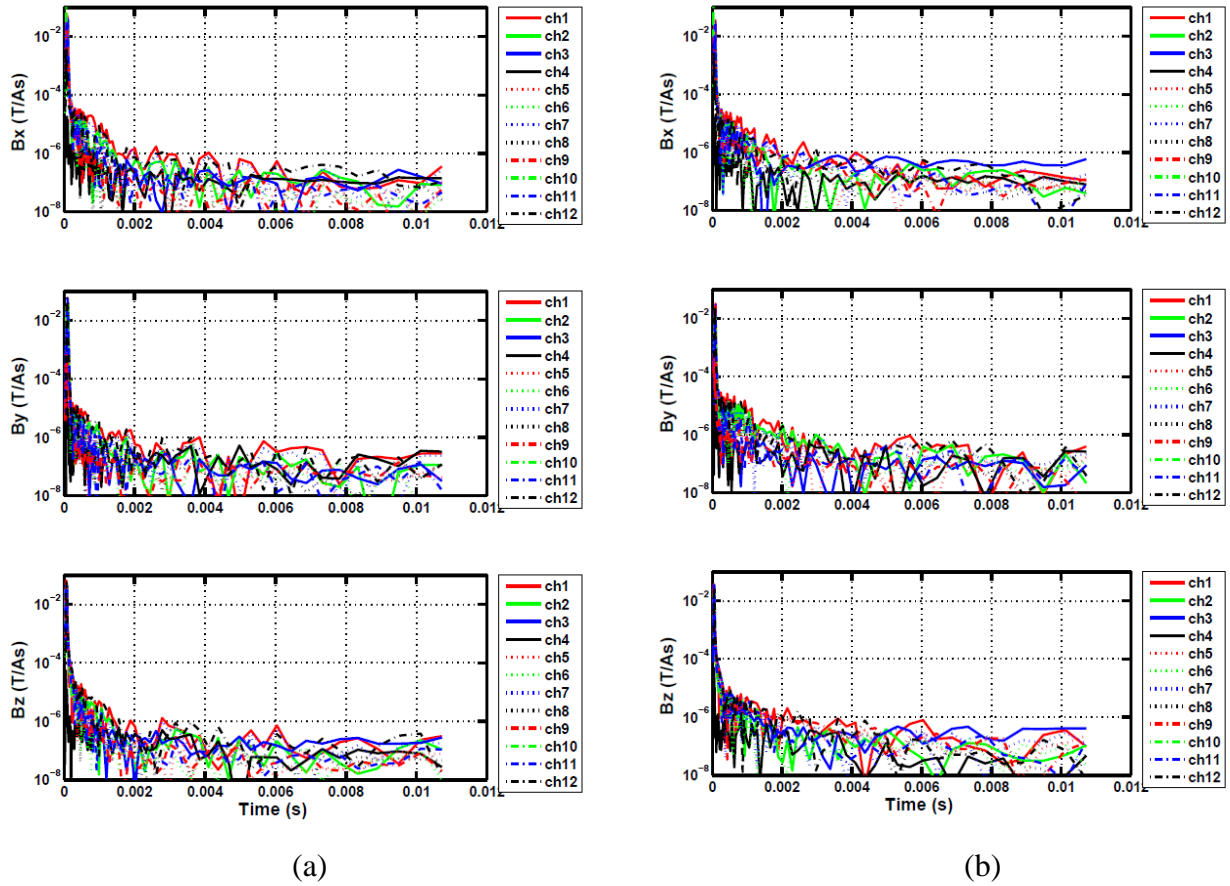 10⁻²
10⁻⁴
10⁻⁶
10⁻⁸
Bx (T/As)
0
0.002
0.004
0.006
0.008
0.01
0.012
ch1
ch2
ch3
ch4
ch5
ch6
ch7
ch8
ch9
ch10
ch11
ch12
10⁻²
10⁻⁴
10⁻⁶
10⁻⁸
By (T/As)
0
0.002
0.004
0.006
0.008
0.01
0.012
ch1
ch2
ch3
ch4
ch5
ch6
ch7
ch8
ch9
ch10
ch11
ch12
10⁻²
10⁻⁴
10⁻⁶
10⁻⁸
Bz (T/As)
0
0.002
0.004
0.006
0.008
0.01
0.012
Time (s)
ch1
ch2
ch3
ch4
ch5
ch6
ch7
ch8
ch9
ch10
ch11
ch12
(a)
10⁻²
10⁻⁴
10⁻⁶
10⁻⁸
Bx (T/As)
0
0.002
0.004
0.006
0.008
0.01
0.012
ch1
ch2
ch3
ch4
ch5
ch6
ch7
ch8
ch9
ch10
ch11
ch12
10⁻²
10⁻⁴
10⁻⁶
10⁻⁸
By (T/As)
0
0.002
0.004
0.006
0.008
0.01
0.012
ch1
ch2
ch3
ch4
ch5
ch6
ch7
ch8
ch9
ch10
ch11
ch12
10⁻²
10⁻⁴
10⁻⁶
10⁻⁸
Bz (T/As)
0
0.002
0.004
0.006
0.008
0.01
0.012
Time (s)
ch1
ch2
ch3
ch4
ch5
ch6
ch7
ch8
ch9
ch10
ch11
ch12
(b)